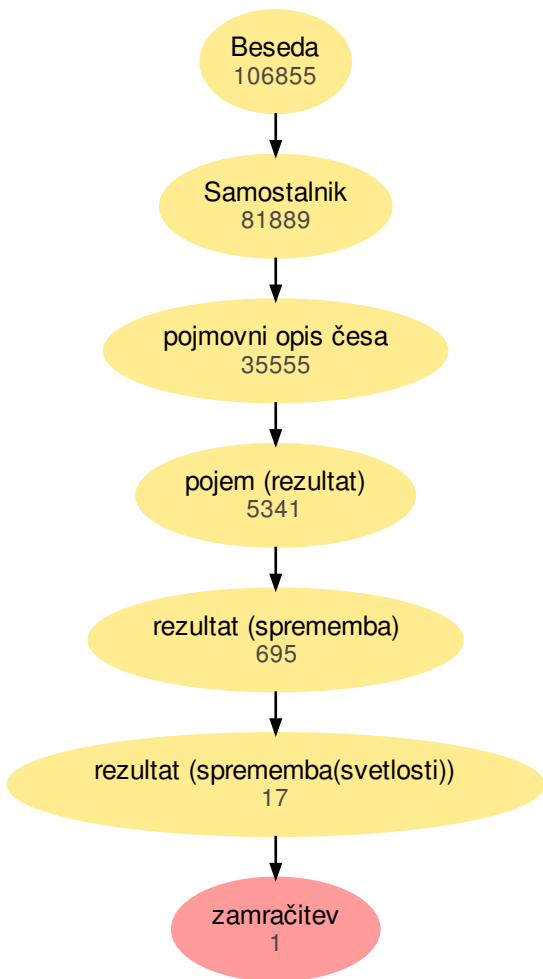 Beseda
106855
Samostalnik
81889
pojmovni opis česa
35555
pojem (rezultat)
5341
rezultat (sprememba)
695
rezultat (sprememba(svetlosti))
17
zamračitev
1